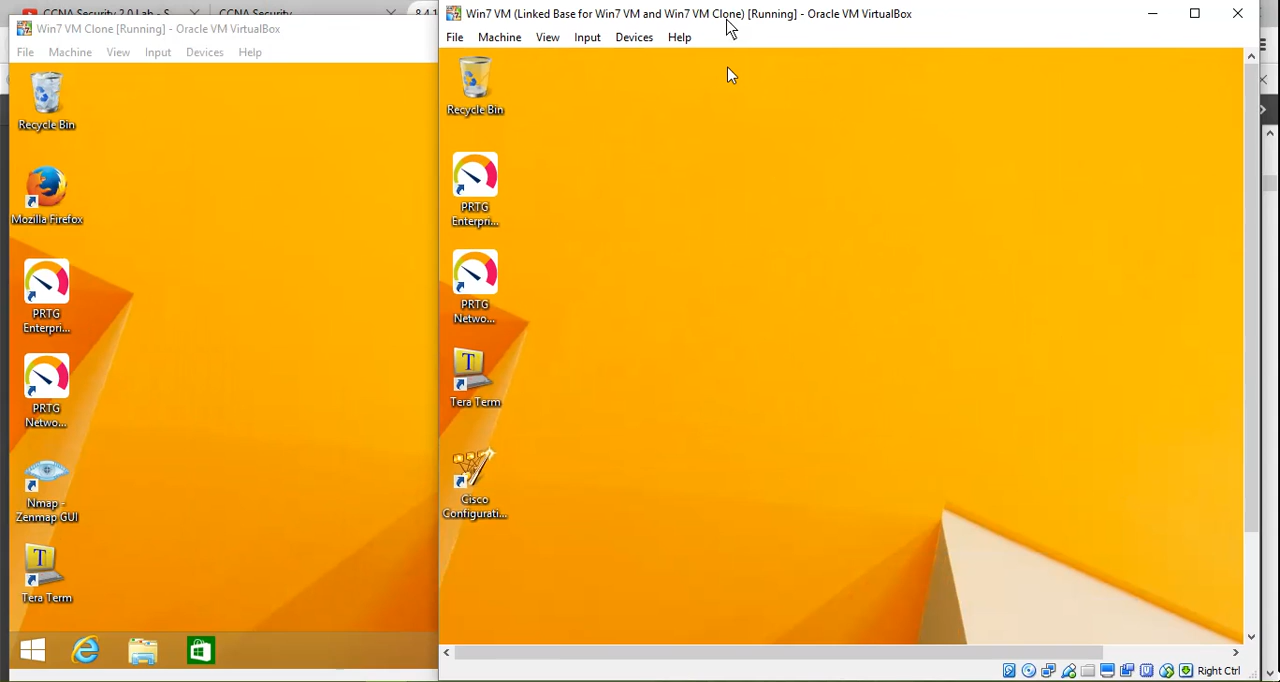 CCNA Security 2.0 Lab - S
CCNA Security
8.4.1
Win7 VM Clone [Running] - Oracle VM VirtualBox
File Machine View Input Devices Help
Recycle Bin
Mozilla Firefox
PRTG
Enterpri...
PRTG
Netwo...
Nmap -
Zenmap GUI
Tera Term
Win7 VM (Linked Base for Win7 VM and Win7 VM Clone) [Running] - Oracle VM VirtualBox
File Machine View Input Devices Help
Recycle Bin
PRTG
Enterpri...
PRTG
Netwo...
T
Tera Term
Cisco
Configurati...
Right Ctrl